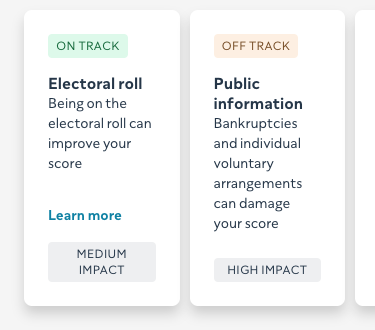 ON TRACK
Electoral roll
Being on the
electoral roll can
improve your
score
Learn more
MEDIUM
IMPACT
OFF TRACK
Public
information
Bankruptcies
and individual
voluntary
arrangements
can damage
your score
HIGH IMPACT